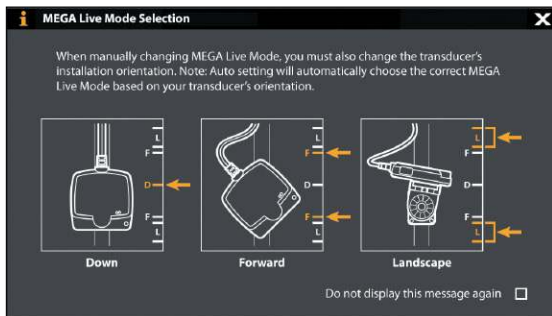 i MEGA Live Mode Selection X
When manually changing MEGA Live Mode, you must also change the transducer's
installation orientation. Note: Auto setting will automatically choose the correct MEGA
Live Mode based on your transducer's orientation.
L
F
D
F
L
Down
L
F
D
F
L
Forward
L
F
D
F
L
Landscape
Do not display this message again